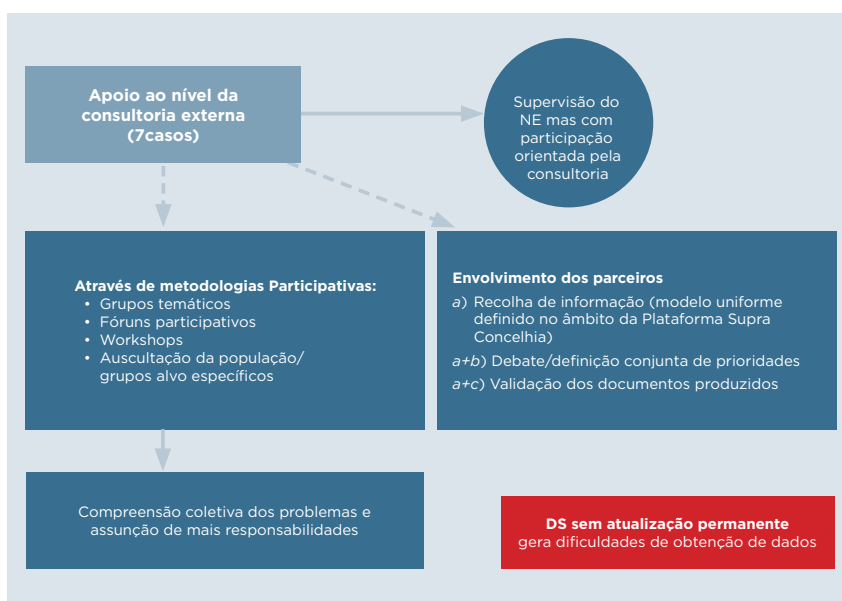 Apoio ao nível da
consultoria externa
(7casos)
Supervisão do
NE mas com
participação
orientada pela
consultoria
Através de metodologias Participativas:
• Grupos temáticos
• Fóruns participativos
• Workshops
• Auscultação da população/
grupos alvo específicos
Envolvimento dos parceiros
a) Recolha de informação (modelo uniforme
definido no âmbito da Plataforma Supra
Concelhia)
a+b) Debate/definição conjunta de prioridades
a+c) Validação dos documentos produzidos
Compreensão coletiva dos problemas e
assunção de mais responsabilidades
DS sem atualização permanente
gera dificuldades de obtenção de dados